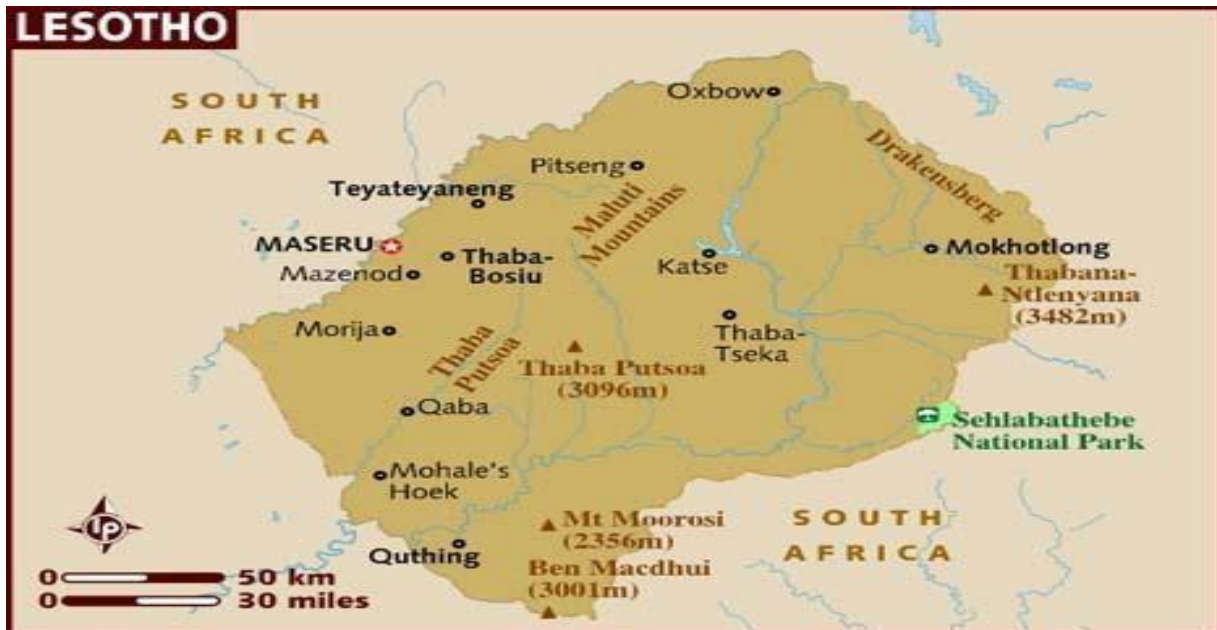 LESOTHO
SOUTH
AFRICA
Oxbow
Drakensberg
Pitseng
Teyateyaneng
Maluti
Mountains
MASERU
Thaba-
Bosiu
Mazenod
Katse
Mokhotlong
Thabana-
Ntlenyana
(3482m)
Morija
Thaba
Putsoa
Thaba Putsoa
(3096m)
Thaba-
Tseka
Qaba
Sehlabathebe
National Park
Mohale's
Hoek
Mt Moorosi
(2356m)
SOUTH
AFRICA
Quthing
Ben Macdhui
(3001m)
LP
0 50 km
0 30 miles